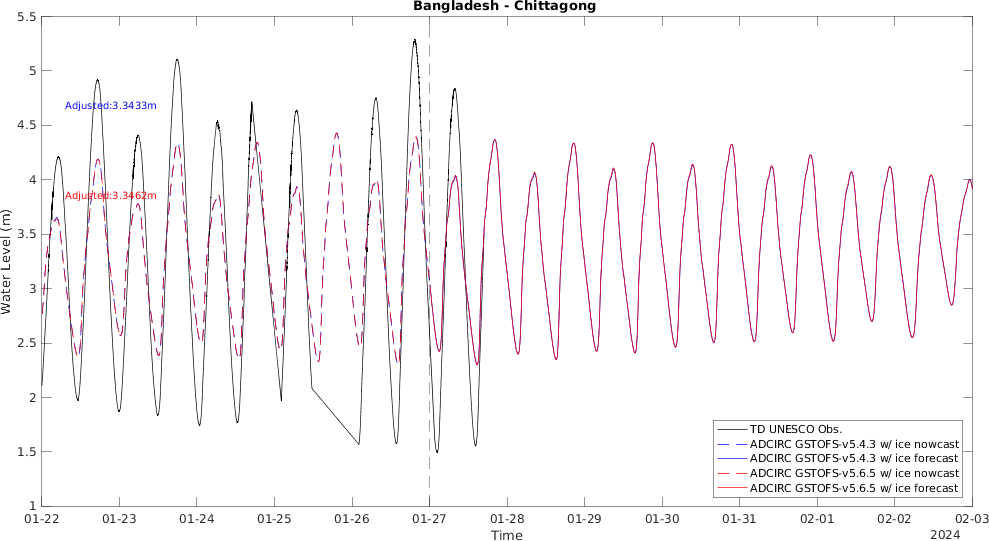 Bangladesh - Chittagong
5.5
5
4.5
4
3.5
3
2.5
2
1.5
1
Water Level (m)
Adjusted:3.3433m
Adjusted:3.3462m
TD UNESCO Obs.
ADCIRC GSTOFS-v5.4.3 w/ ice nowcast
ADCIRC GSTOFS-v5.4.3 w/ ice forecast
ADCIRC GSTOFS-v5.6.5 w/ ice nowcast
ADCIRC GSTOFS-v5.6.5 w/ ice forecast
01-22 01-23 01-24 01-25 01-26 01-27 01-28 01-29 01-30 01-31 02-01 02-02 02-03
Time
2024